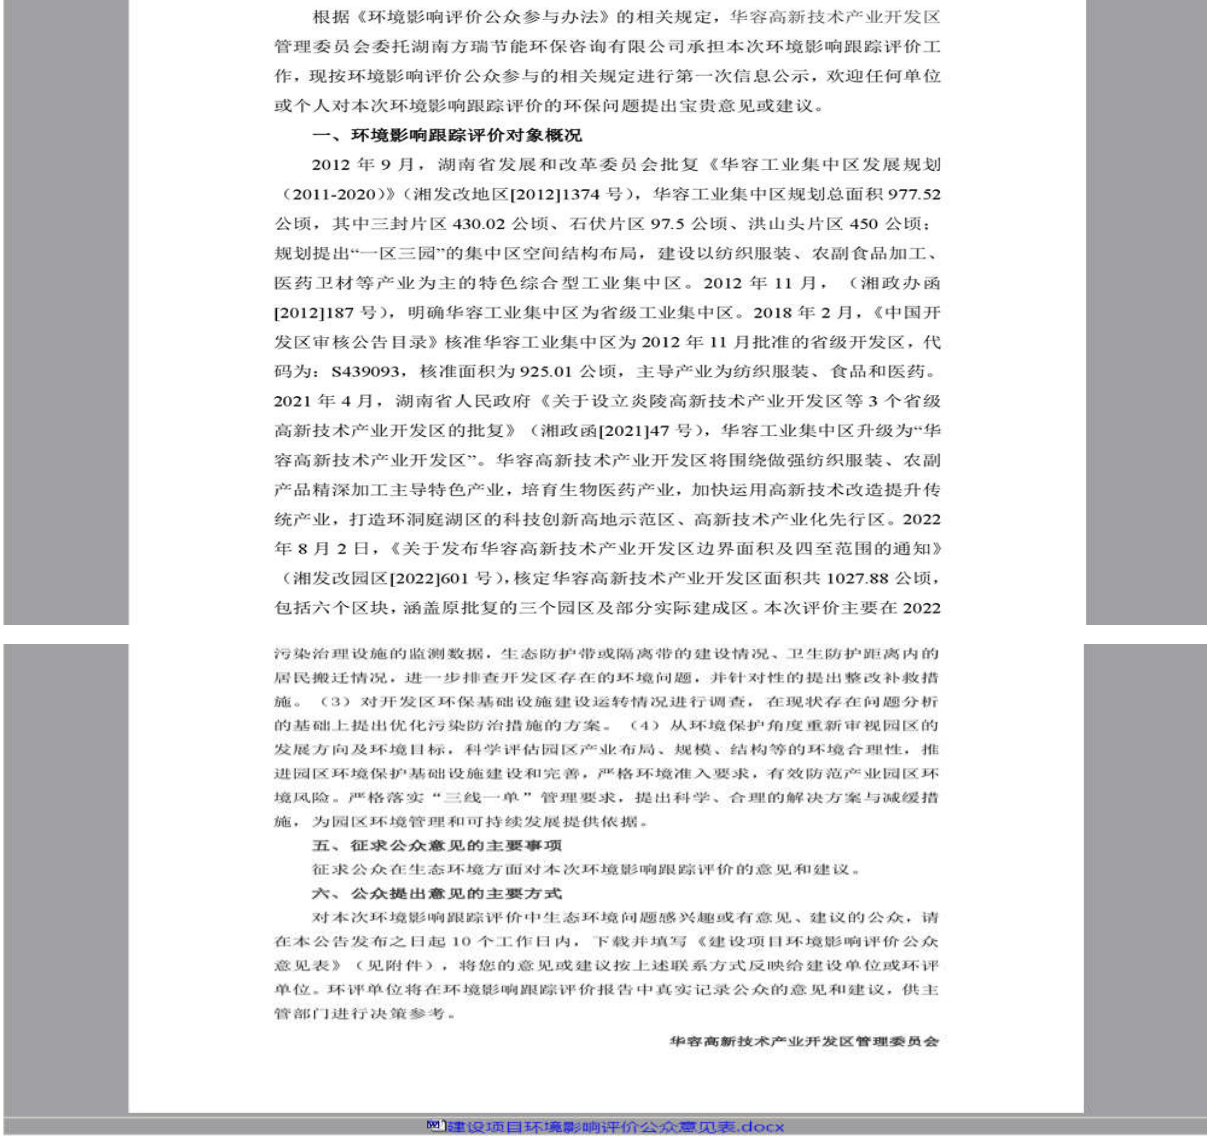 根据《环境影响评价公众参与办法》的相关规定，华容高新技术产业开发区
管理委员会委托湖南方瑞节能环保咨询有限公司承担本次环境影响跟踪评价工
作，现按环境影响评价公众参与的相关规定进行第一次信息公示，欢迎任何单位
或个人对本次环境影响跟踪评价的环保问题提出宝贵意见或建议。
一、环境影响跟踪评价对象概况
2012 年 9 月，湖南省发展和改革委员会批复《华容工业集中区发展规划
（2011-2020）》（湘发改地区[2012]1374 号），华容工业集中区规划总面积 977.52
公顷，其中三封片区 430.02 公顷、石伏片区 97.5 公顷、洪山头片区 450 公顷；
规划提出“一区三园”的集中区空间结构布局，建设以纺织服装、农副食品加工、
医药卫材等产业为主的特色综合型工业集中区。2012 年 11 月，（湘政办函
[2012]187 号），明确华容工业集中区为省级工业集中区。2018 年 2 月，《中国开
发区审核公告目录》核准华容工业集中区为 2012 年 11 月批准的省级开发区，代
码为：S439093，核准面积为 925.01 公顷，主导产业为纺织服装、食品和医药。
2021 年 4 月，湖南省人民政府《关于设立炎陵高新技术产业开发区等 3 个省级
高新技术产业开发区的批复》（湘政函[2021]47 号），华容工业集中区升级为“华
容高新技术产业开发区”。华容高新技术产业开发区将围绕做强纺织服装、农副
产品精深加工主导特色产业，培育生物医药产业，加快运用高新技术改造提升传
统产业，打造环洞庭湖区的科技创新高地示范区、高新技术产业化先行区。2022
年 8 月 2 日，《关于发布华容高新技术产业开发区边界面积及四至范围的通知》
（湘发改园区[2022]601 号），核定华容高新技术产业开发区面积共 1027.88 公顷，
包括六个区块，涵盖原批复的三个园区及部分实际建成区。本次评价主要在 2022
污染治理设施的监测数据，生态防护带或隔离带的建设情况、卫生防护距离内的
居民搬迁情况，进一步排查开发区存在的环境问题，并针对性的提出整改补救措
施。（3）对开发区环保基础设施建设运转情况进行调查，在现状存在问题分析
的基础上提出优化污染防治措施的方案。（4）从环境保护角度重新审视园区的
发展方向及环境目标，科学评估园区产业布局、规模、结构等的环境合理性，推
进园区环境保护基础设施建设和完善，严格环境准入要求，有效防范产业园区环
境风险。严格落实“三线一单”管理要求，提出科学、合理的解决方案与减缓措
施，为园区环境管理和可持续发展提供依据。
五、征求公众意见的主要事项
征求公众在生态环境方面对本次环境影响跟踪评价的意见和建议。
六、公众提出意见的主要方式
对本次环境影响跟踪评价中生态环境问题感兴趣或有意见、建议的公众，请
在本公告发布之日起 10 个工作日内，下载并填写《建设项目环境影响评价公众
意见表》（见附件），将您的意见或建议按上述联系方式反映给建设单位或环评
单位。环评单位将在环境影响跟踪评价报告中真实记录公众的意见和建议，供主
管部门进行决策参考。
华容高新技术产业开发区管理委员会
建设项目环境影响评价公众意见表.docx